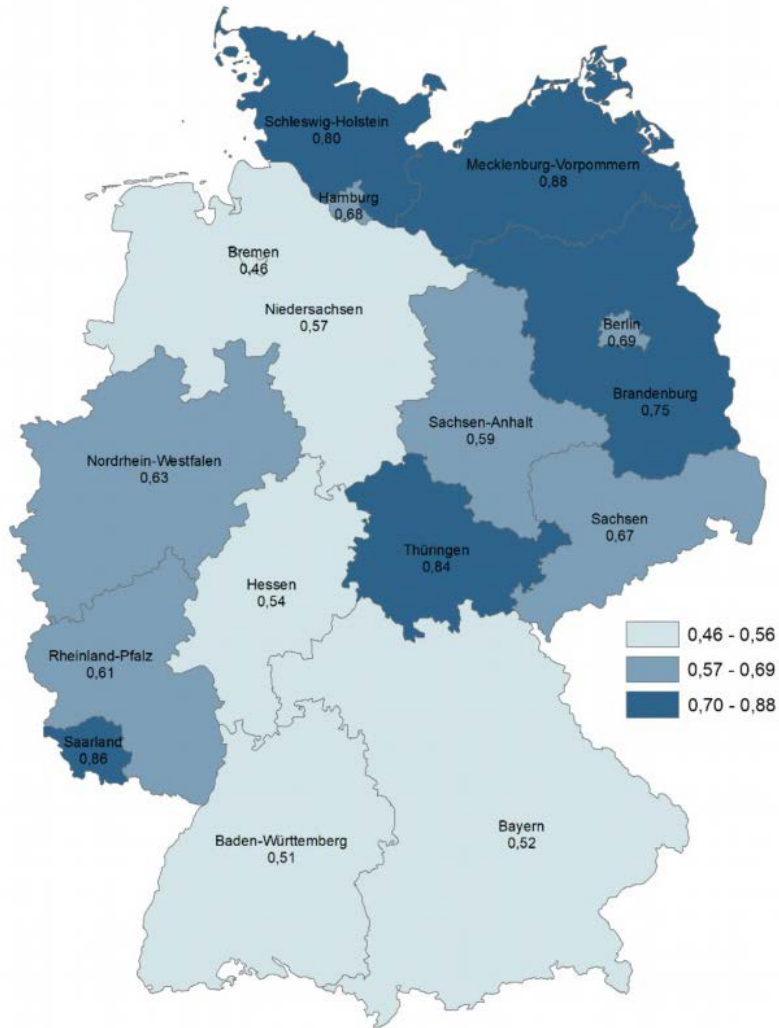 Schleswig-Holstein
0,80
Mecklenburg-Vorpommern
0,88
Hamburg
0,68
Bremen
0,46
Niedersachsen
0,57
Berlin
0,69
Brandenburg
0,75
Sachsen-Anhalt
0,59
Nordrhein-Westfalen
0,63
Sachsen
0,67
Thüringen
0,84
Hessen
0,54
Rheinland-Pfalz
0,61
Saarland
0,86
Baden-Württemberg
0,51
Bayern
0,52
0,46 - 0,56
0,57 - 0,69
0,70 - 0,88